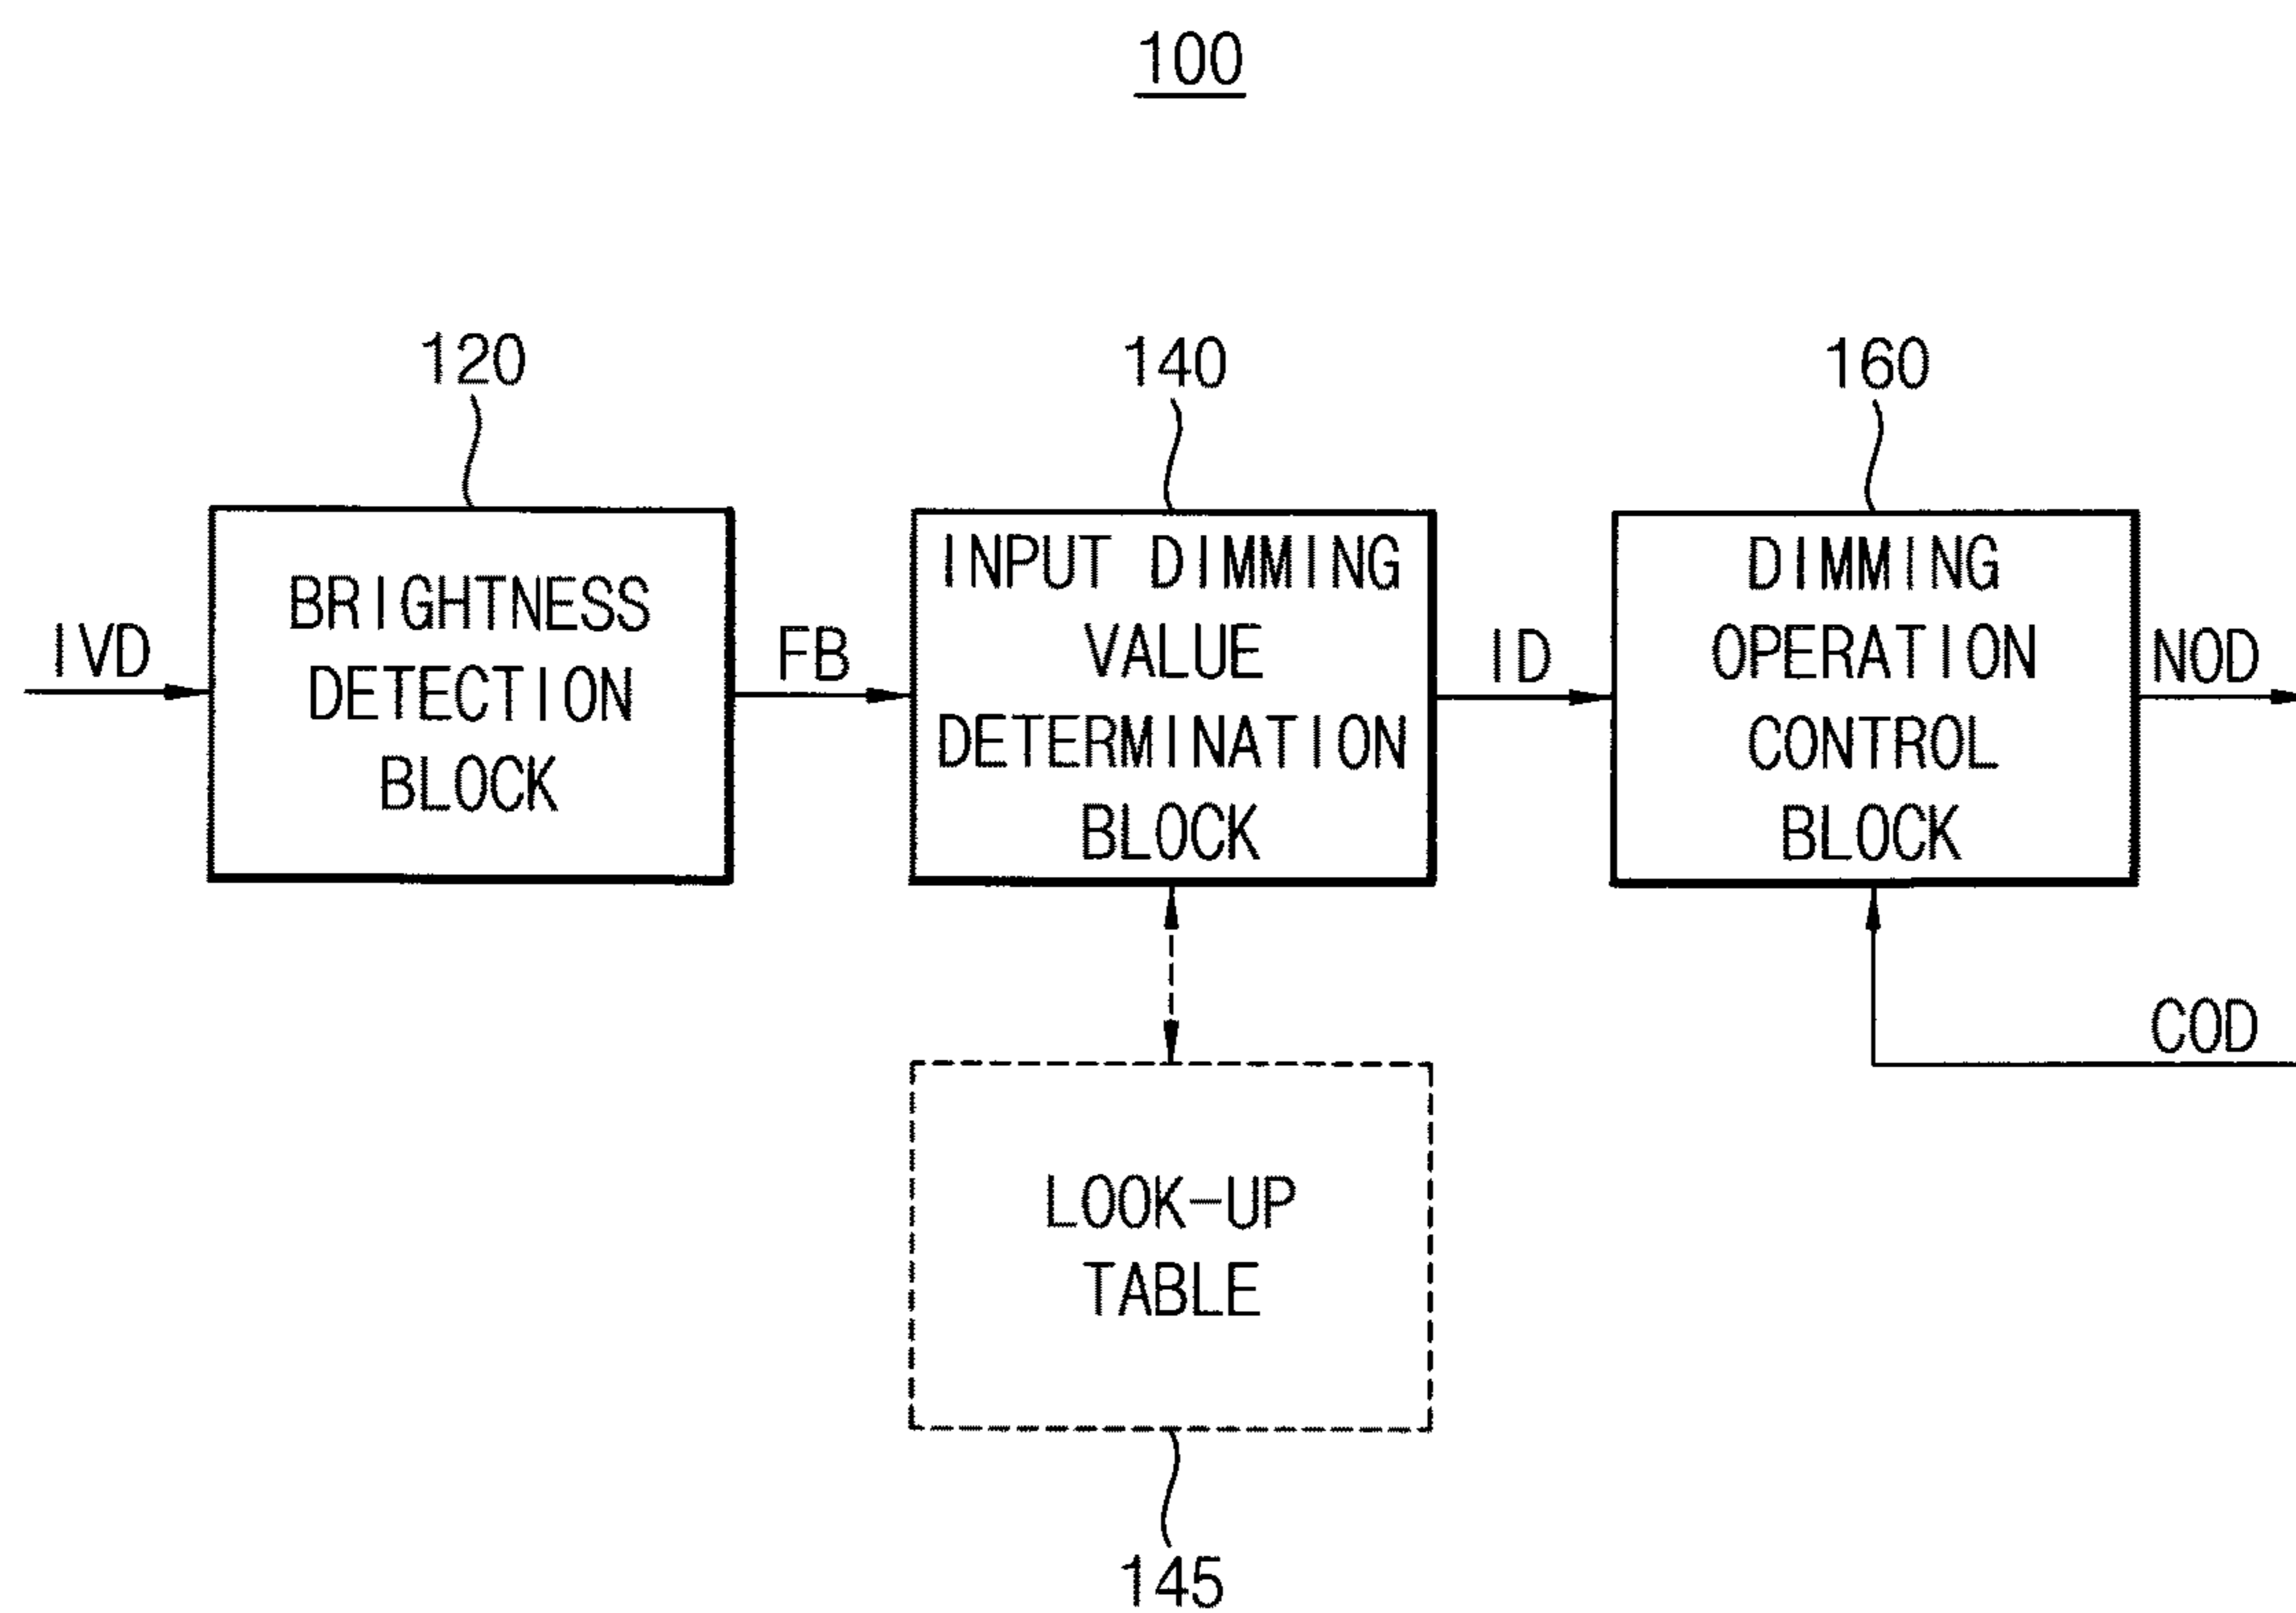 100
120
140
160
IVD
BRIGHTNESS
DETECTION
BLOCK
FB
INPUT DIMMING
VALUE
DETERMINATION
BLOCK
ID
DIMMING
OPERATION
CONTROL
BLOCK
NOD
COD
LOOK-UP
TABLE
145